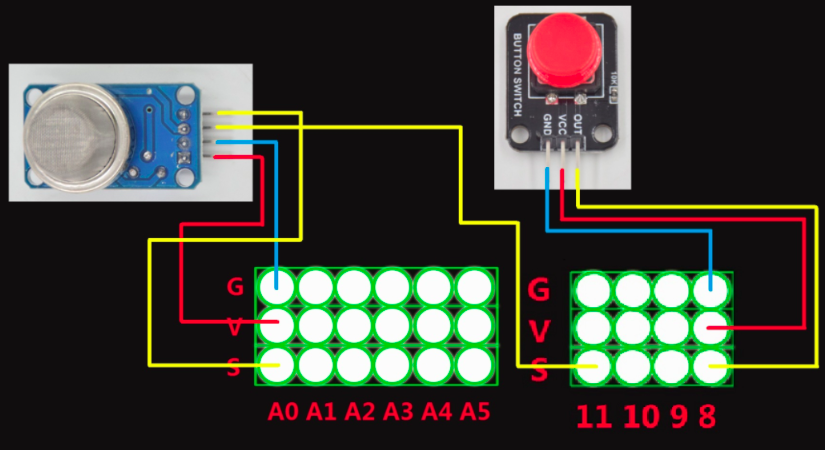 BUTTON SWITCH
GND
VCC
OUT
G
V
S
A0 A1 A2 A3 A4 A5
G
V
S
11 10 9 8